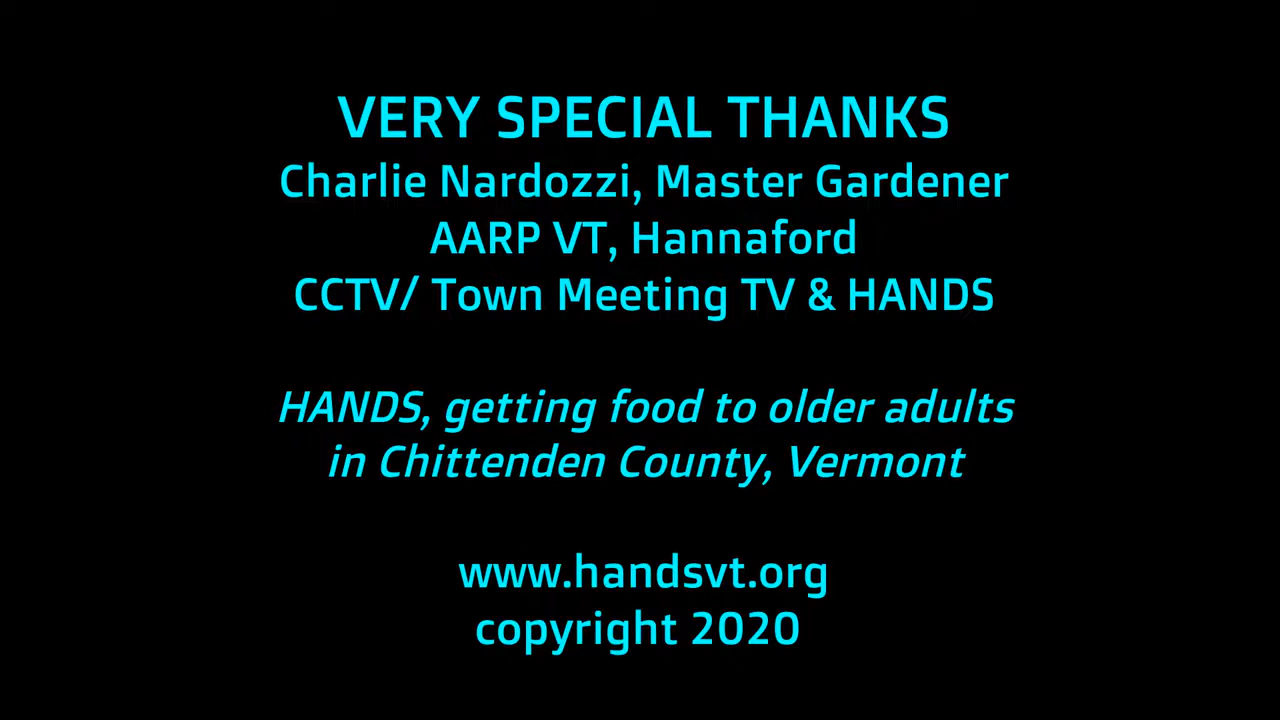 VERY SPECIAL THANKS
Charlie Nardozzi, Master Gardener
AARP VT, Hannaford
CCTV/ Town Meeting TV & HANDS
HANDS, getting food to older adults
in Chittenden County, Vermont
www.handsvt.org
copyright 2020